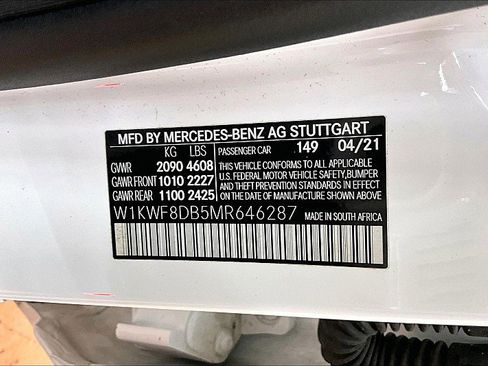 MFD BY MERCEDES-BENZ AG STUTTGART
KG LBS PASSENGER CAR 149 04/21
GVWR 2090 4608 THIS VEHICLE CONFORMS TO ALL APPLICABLE
GAWR FRONT 1010 2227 U.S. FEDERAL MOTOR VEHICLE SAFETY, BUMPER,
GAWR REAR 1100 2425 AND THEFT PREVENTION STANDARDS IN EFFECT
ON THE DATE OF MANUFACTURE SHOWN ABOVE.
W1KWF8DB5MR646287 MADE IN SOUTH AFRICA